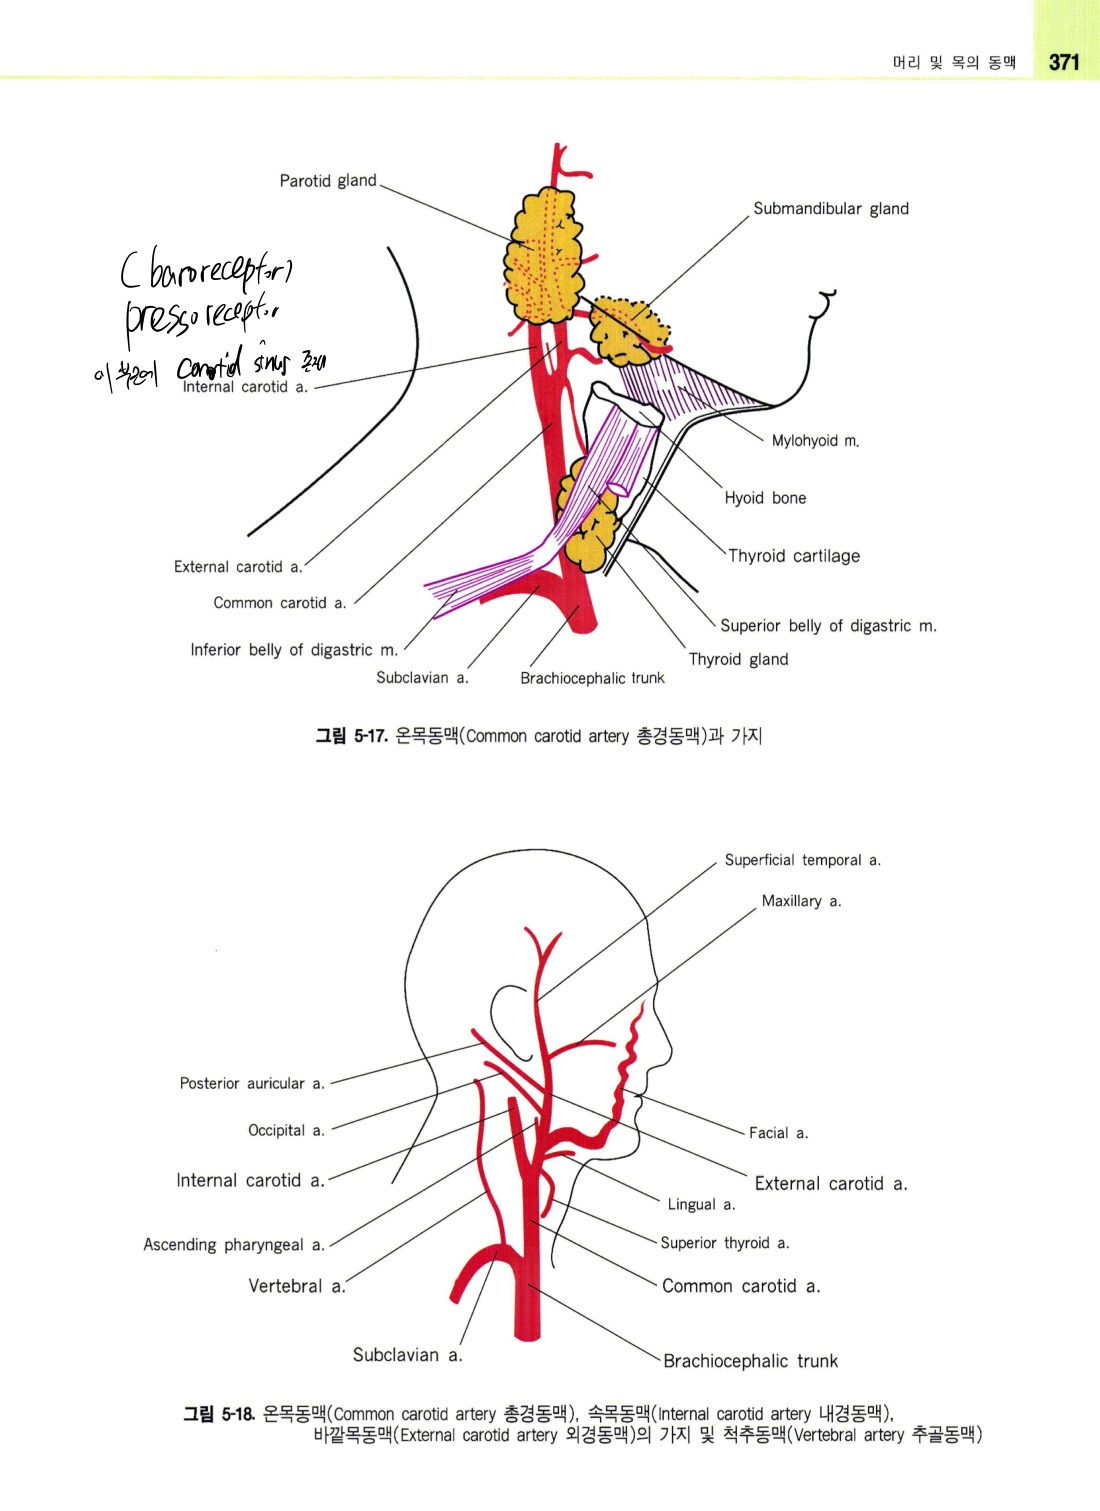 머리 및 목의 동맥 371
Parotid gland
Submandibular gland
(baroreceptor)
pressoreceptor
이 부근에 carotid sinus 존재
Internal carotid a.
Mylohyoid m.
Hyoid bone
Thyroid cartilage
External carotid a.
Common carotid a.
Superior belly of digastric m.
Inferior belly of digastric m.
Thyroid gland
Subclavian a.
Brachiocephalic trunk
그림 5-17. 온목동맥(Common carotid artery 총경동맥)과 가지
Superficial temporal a.
Maxillary a.
Posterior auricular a.
Occipital a.
Facial a.
Internal carotid a.
External carotid a.
Lingual a.
Ascending pharyngeal a.
Superior thyroid a.
Vertebral a.
Common carotid a.
Subclavian a.
Brachiocephalic trunk
그림 5-18. 온목동맥(Common carotid artery 총경동맥), 속목동맥(Internal carotid artery 내경동맥),
바깥목동맥(External carotid artery 외경동맥)의 가지 및 척추동맥(Vertebral artery 추골동맥)